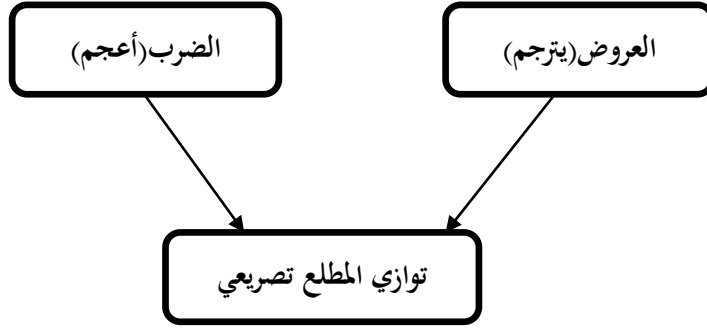 العروض(يترجم)
الضرب(أعجم)
توازي المطلع تصريعي